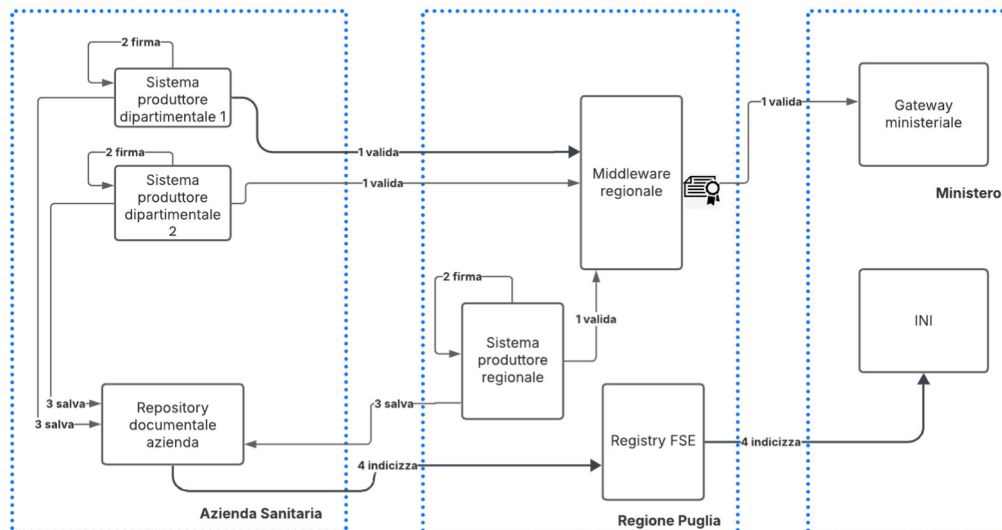 2 firma
Sistema
produttore
dipartimentale 1
1 valida
2 firma
Sistema
produttore
dipartimentale
2
1 valida
Middleware
regionale
1 valida
Gateway
ministeriale
Ministero
2 firma
Sistema
produttore
regionale
1 valida
INI
3 salva
3 salva
Repository
documentale
azienda
3 salva
4 indicizza
Registry FSE
4 indicizza
Azienda Sanitaria
Regione Puglia